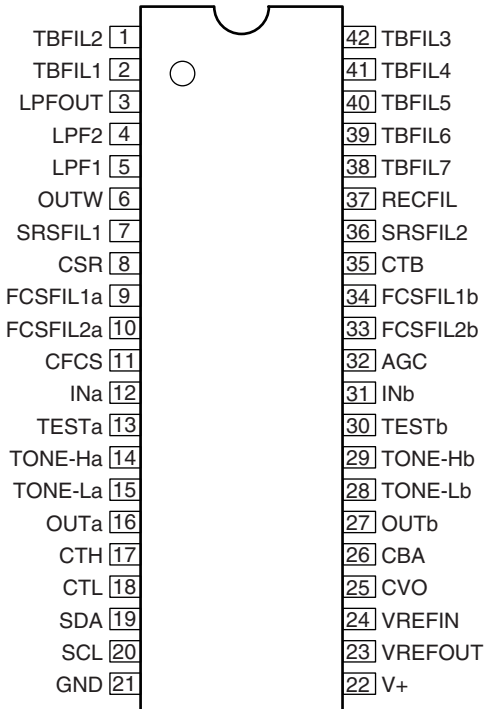 TBFIL2 1 42 TBFIL3
TBFIL1 2 41 TBFIL4
LPFOUT 3 40 TBFIL5
LPF2 4 39 TBFIL6
LPF1 5 38 TBFIL7
OUTW 6 37 RECFIL
SRSFIL1 7 36 SRSFIL2
CSR 8 35 CTB
FCSFIL1a 9 34 FCSFIL1b
FCSFIL2a 10 33 FCSFIL2b
CFCS 11 32 AGC
INa 12 31 INb
TESTa 13 30 TESTb
TONE-Ha 14 29 TONE-Hb
TONE-La 15 28 TONE-Lb
OUTa 16 27 OUTb
CTH 17 26 CBA
CTL 18 25 CVO
SDA 19 24 VREFIN
SCL 20 23 VREFOUT
GND 21 22 V+